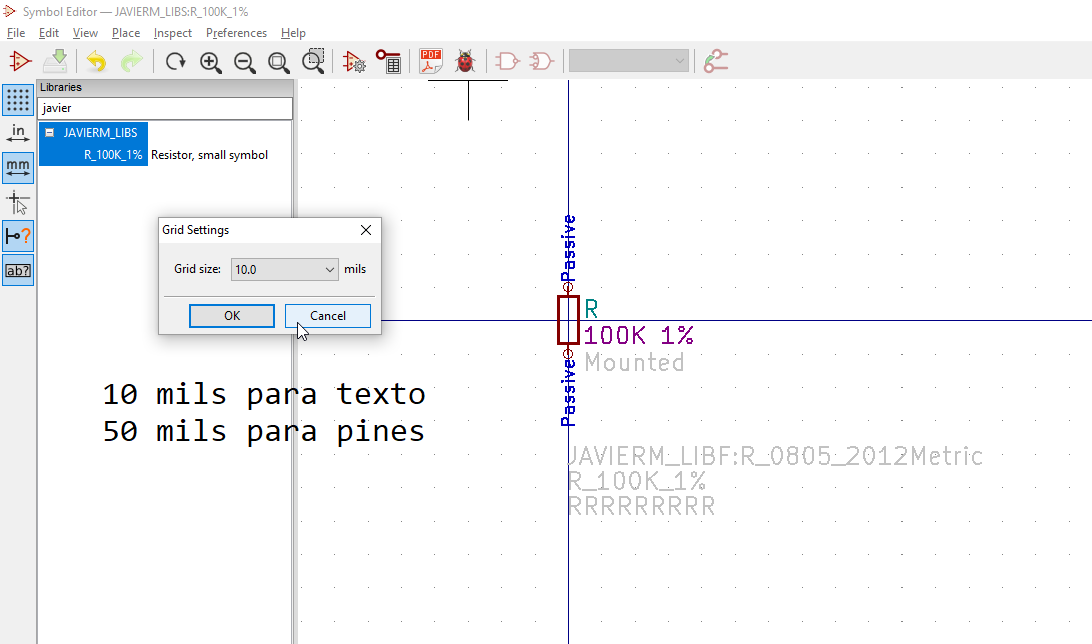 Symbol Editor — JAVIERM_LIBS:R_100K_1%
File Edit View Place Inspect Preferences Help
PDF
Libraries
in
javier
JAVIERM_LIBS
R_100K_1% Resistor, small symbol
mm
?
ab?
Grid Settings
Grid size: 10.0 mils
OK Cancel
10 mils para texto
50 mils para pines
Passive
R
100K 1%
Mounted
Passive
JAVIERM_LIBF:R_0805_2012Metric
R_100K_1%
RRRRRRRRR